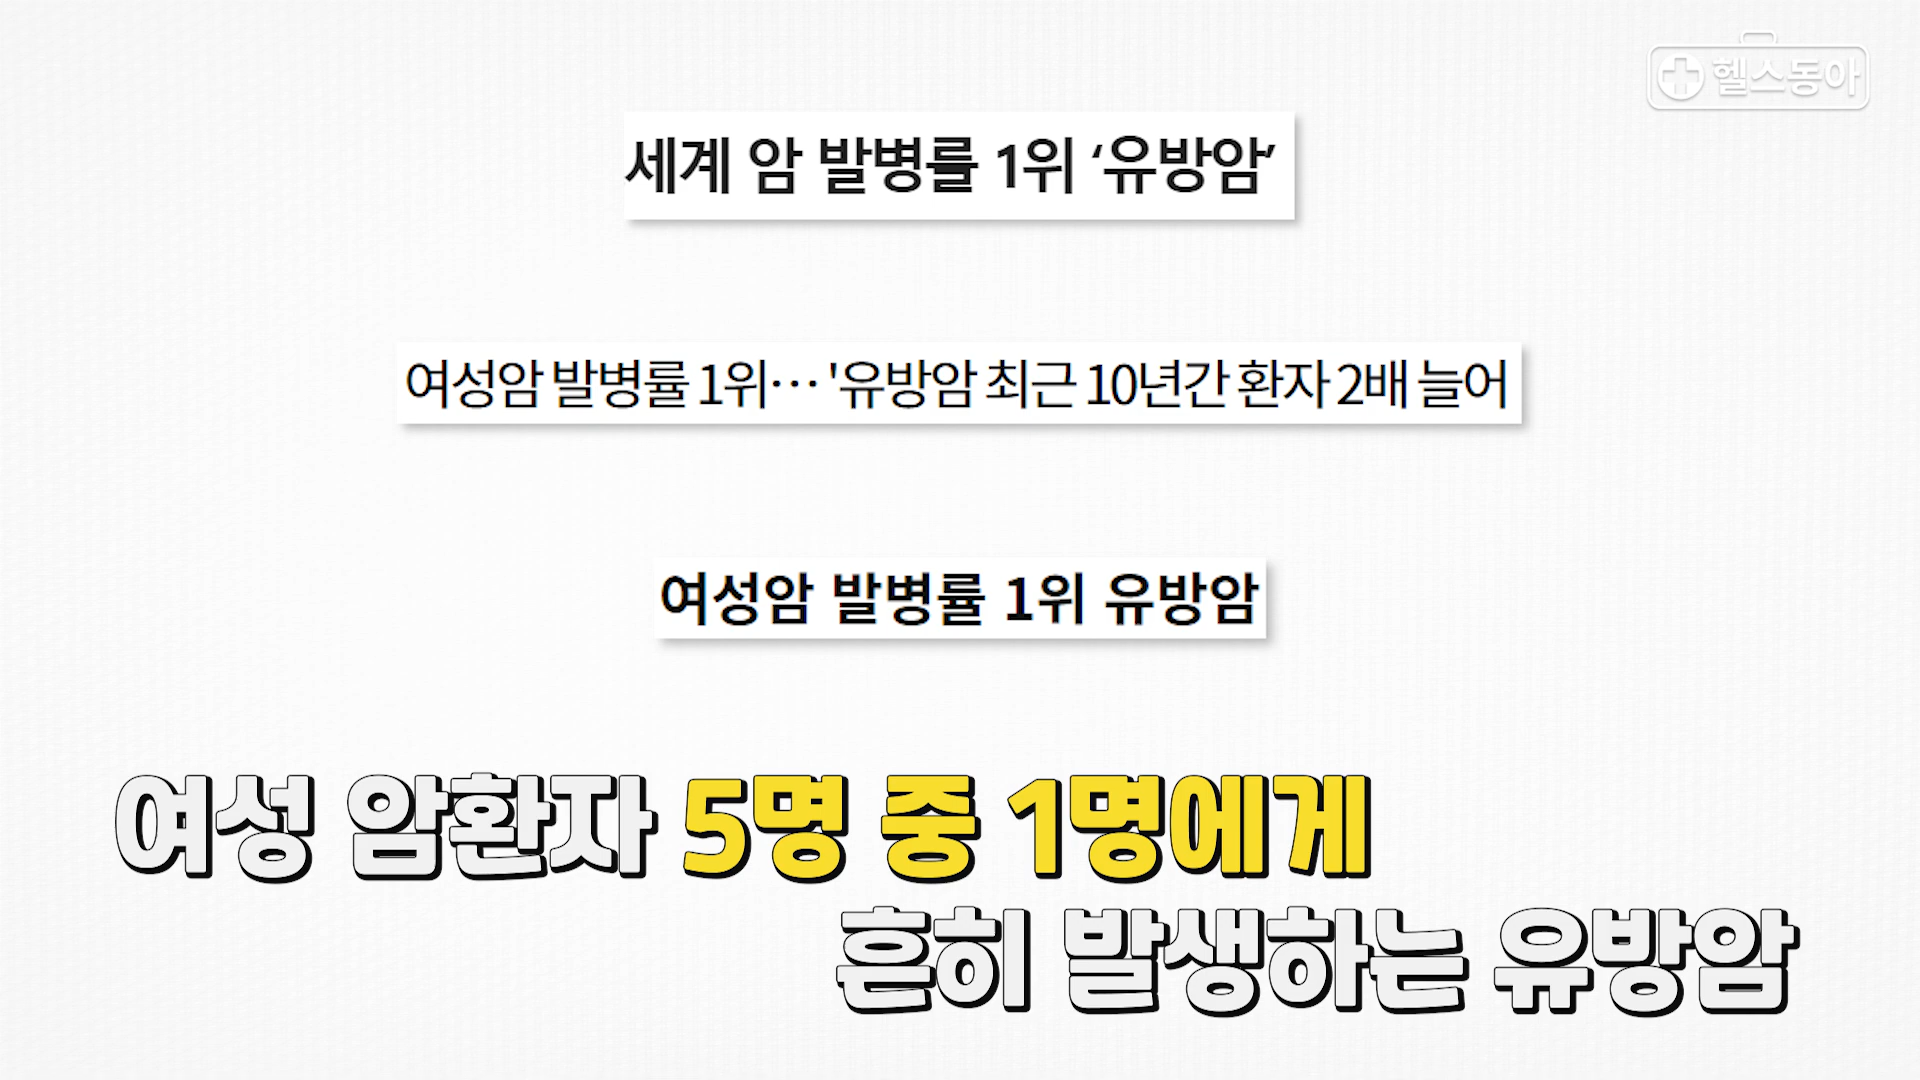 헬스동아
세계 암 발병률 1위 ‘유방암’
여성암 발병률 1위… '유방암 최근 10년간 환자 2배 늘어
여성암 발병률 1위 유방암
여성 암환자 5명 중 1명에게
흔히 발생하는 유방암